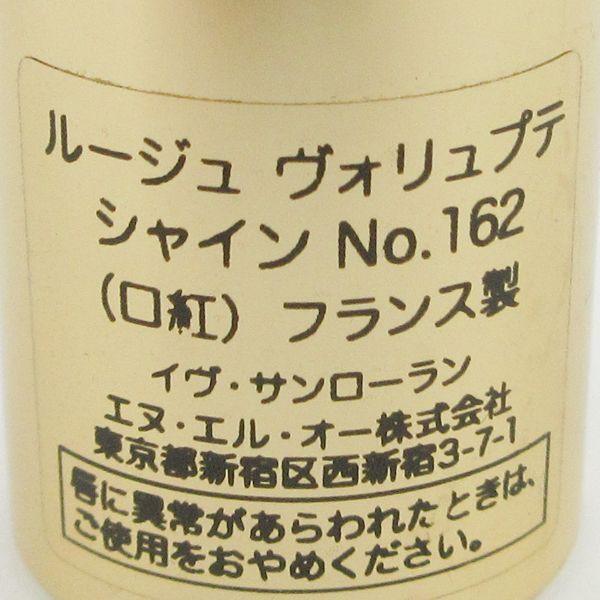 ルージュ ヴォリュプテ
シャイン No.162
(口紅) フランス製
イヴ・サンローラン
エヌ・エル・オー株式会社
東京都新宿区西新宿3-7-1
唇に異常があらわれたときは、
ご使用をおやめください。